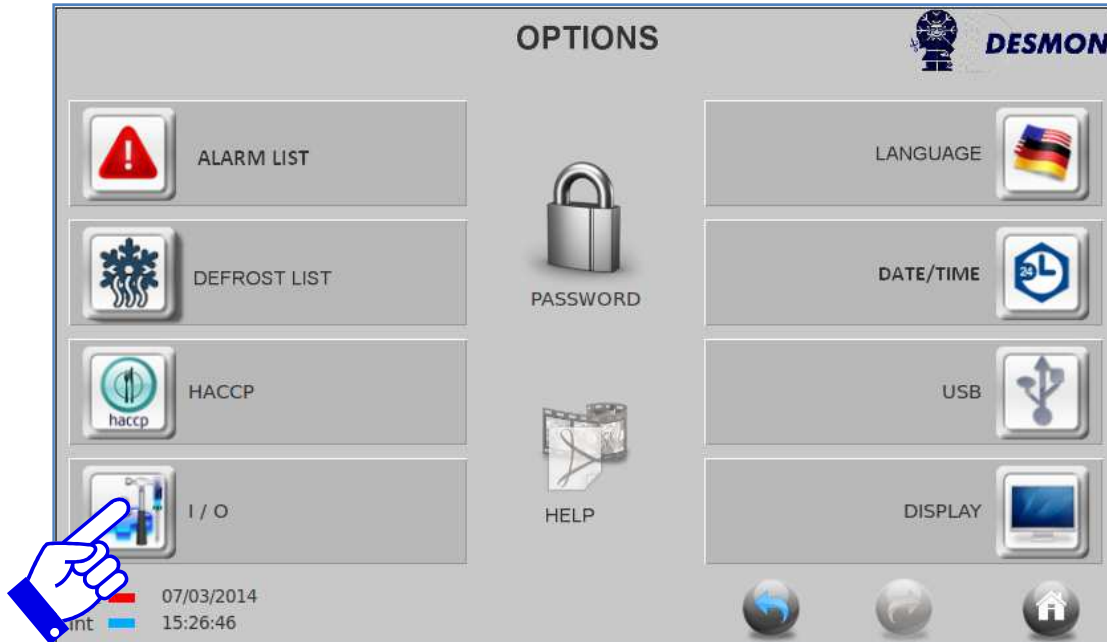 OPTIONS
DESMON
ALARM LIST
LANGUAGE
24
DEFROST LIST
DATE/TIME
PASSWORD
HACCP
haccp
USB
I / O
HELP
DISPLAY
07/03/2014
Int
15:26:46